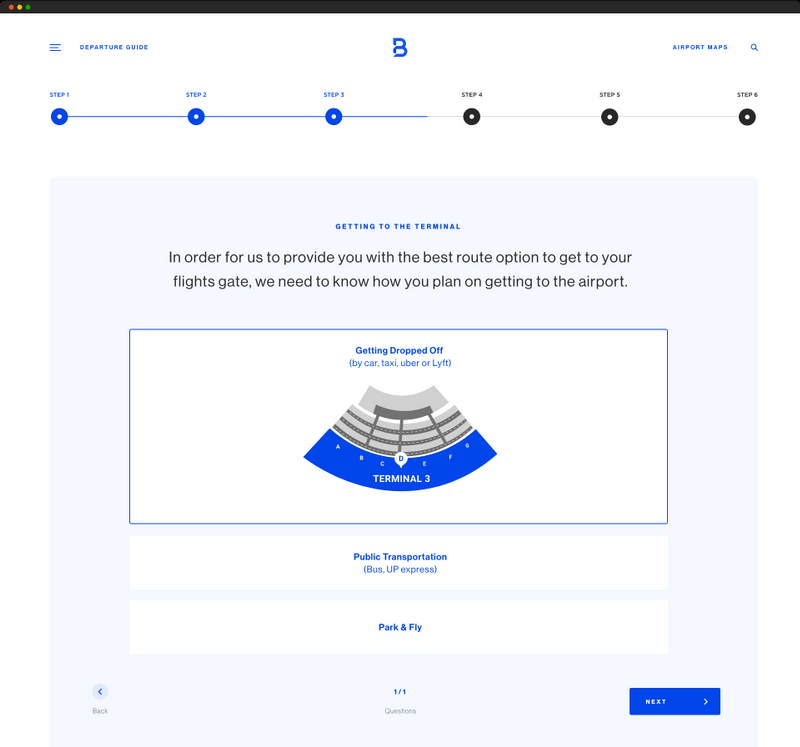 DEPARTURE GUIDE
B
AIRPORT MAPS
STEP 1
STEP 2
STEP 3
STEP 4
STEP 5
STEP 6
GETTING TO THE TERMINAL
In order for us to provide you with the best route option to get to your
flights gate, we need to know how you plan on getting to the airport.
Getting Dropped Off
(by car, taxi, uber or Lyft)
A
B
C
D
E
F
G
TERMINAL 3
Public Transportation
(Bus, UP express)
Park & Fly
Back
1 / 1
Questions
NEXT